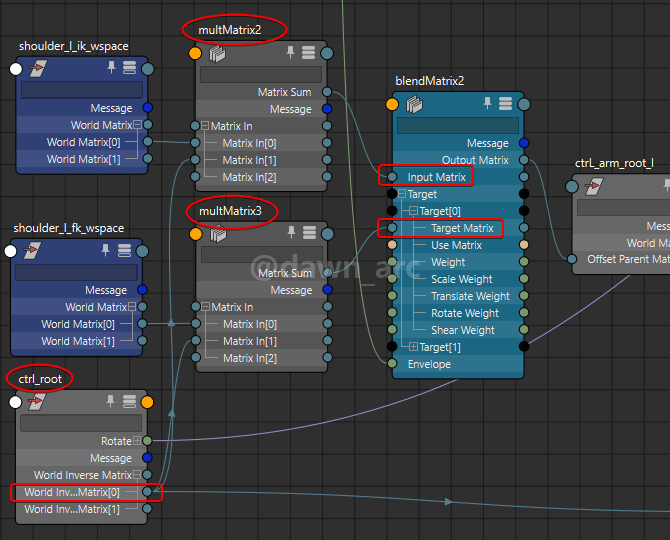 shoulder_l_ik_wspace
Message
World Matrix
World Matrix[0]
World Matrix[1]
multMatrix2
Matrix Sum
Message
Matrix In
Matrix In[0]
Matrix In[1]
Matrix In[2]
shoulder_l_fk_wspace
Message
World Matrix
World Matrix[0]
World Matrix[1]
multMatrix3
Matrix Sum
Message
Matrix In
Matrix In[0]
Matrix In[1]
Matrix In[2]
ctrl_root
Rotate
Message
World Inverse Matrix
World Inv...Matrix[0]
World Inv...Matrix[1]
blendMatrix2
Message
Output Matrix
Input Matrix
Target
Target[0]
Target Matrix
Use Matrix
Weight
Scale Weight
Translate Weight
Rotate Weight
Shear Weight
Target[1]
Envelope
ctrl_arm_root_l
Mess
World Ma
Offset Parent Mat
@dawn_arc